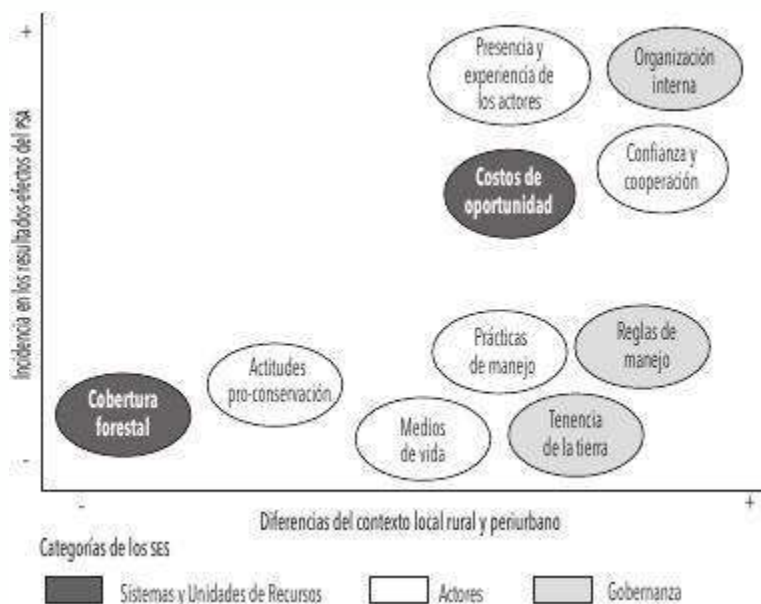 +
Incidencia en los resultados-efectos del PSA
-
Presencia y
experiencia de
los actores
Organización
interna
Costos de
oportunidad
Confianza y
cooperación
Prácticas
de manejo
Reglas de
manejo
Actitudes
pro-conservación
Cobertura
forestal
Medios
de vida
Tenencia
de la tierra
-
+
Diferencias del contexto local rural y periurbano
Categorías de los SES
Sistemas y Unidades de Recursos
Actores
Gobernanza